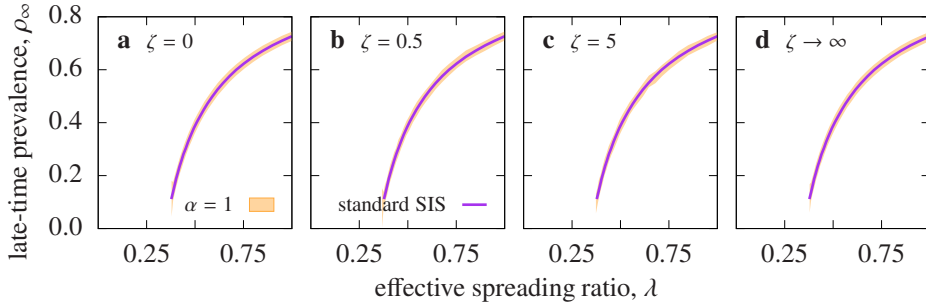 late-time prevalence, ρ∞
0.8
0.6
0.4
0.2
0.0
a ζ = 0
α = 1
b ζ = 0.5
standard SIS
c ζ = 5
d ζ → ∞
0.25 0.75 0.25 0.75 0.25 0.75 0.25 0.75
effective spreading ratio, λ